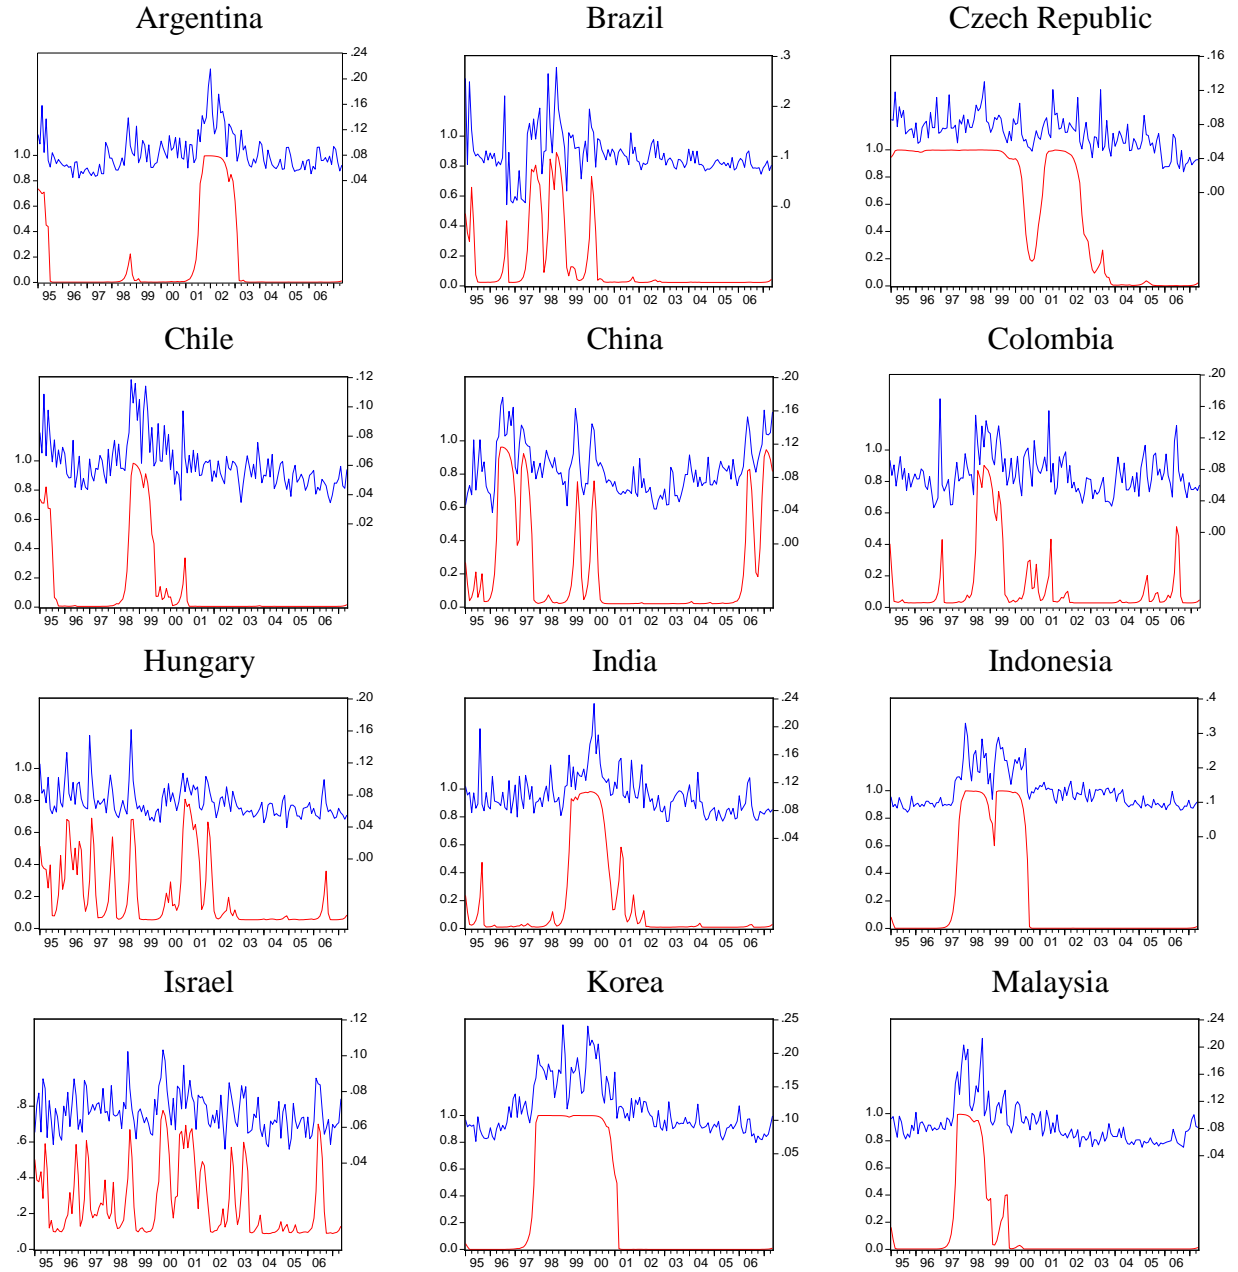 Argentina Brazil Czech Republic
.24 .3 .16
.20 .12
.16 .2
.12 1.0 .08
1.0 .08 0.8 .1 1.0 .04
0.8 .04 0.8 .00
0.6 0.6 .0 0.6
0.4 0.4 0.4
0.2 0.2 0.2
0.0 0.0 0.0
95 96 97 98 99 00 01 02 03 04 05 06 95 96 97 98 99 00 01 02 03 04 05 06 95 96 97 98 99 00 01 02 03 04 05 06
Chile China Colombia
.12 .20 .20
.10 .16 .16
.08 1.0 .12 1.0 .12
1.0 .06 0.8 .08 0.8 .08
0.8 .04 0.6 .04 0.6 .04
0.6 .02 .00 .00
0.4 0.4 0.4
0.2 0.2 0.2
0.0 0.0 0.0
95 96 97 98 99 00 01 02 03 04 05 06 95 96 97 98 99 00 01 02 03 04 05 06 95 96 97 98 99 00 01 02 03 04 05 06
Hungary India Indonesia
.20 .24 .4
.16 .20 .3
1.0 .12 1.0 .16 1.0 .2
0.8 .08 0.8 .12 0.8 .1
0.6 .04 0.6 .08 0.6 .0
0.4 .00 0.4 .04 0.4
0.2 0.2 0.2
0.0 0.0 0.0
95 96 97 98 99 00 01 02 03 04 05 06 95 96 97 98 99 00 01 02 03 04 05 06 95 96 97 98 99 00 01 02 03 04 05 06
Israel Korea Malaysia
.12 .25 .24
.10 .20 .20
.8 .08 1.0 .15 1.0 .16
.6 .06 0.8 .10 0.8 .12
.4 .04 0.6 .05 0.6 .08
.2 0.4 0.4 .04
.0 0.2 0.2
0.0 0.0
95 96 97 98 99 00 01 02 03 04 05 06 95 96 97 98 99 00 01 02 03 04 05 06 95 96 97 98 99 00 01 02 03 04 05 06